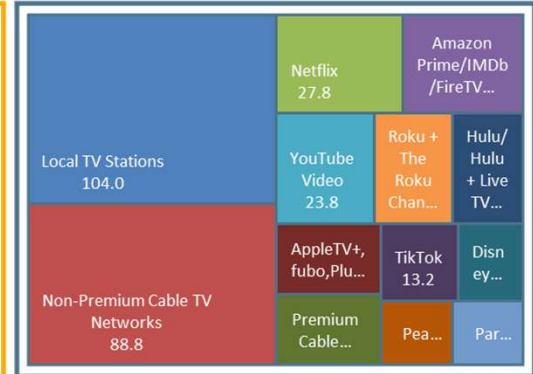 Local TV Stations
104.0
Non-Premium Cable TV
Networks
88.8
Netflix
27.8
Amazon
Prime/IMDb
/FireTV...
YouTube
Video
23.8
Roku +
The
Roku
Chan...
Hulu/
Hulu
+ Live
TV...
AppleTV+,
fubo,Plu...
TikTok
13.2
Disn
ey...
Premium
Cable...
Pea...
Par...